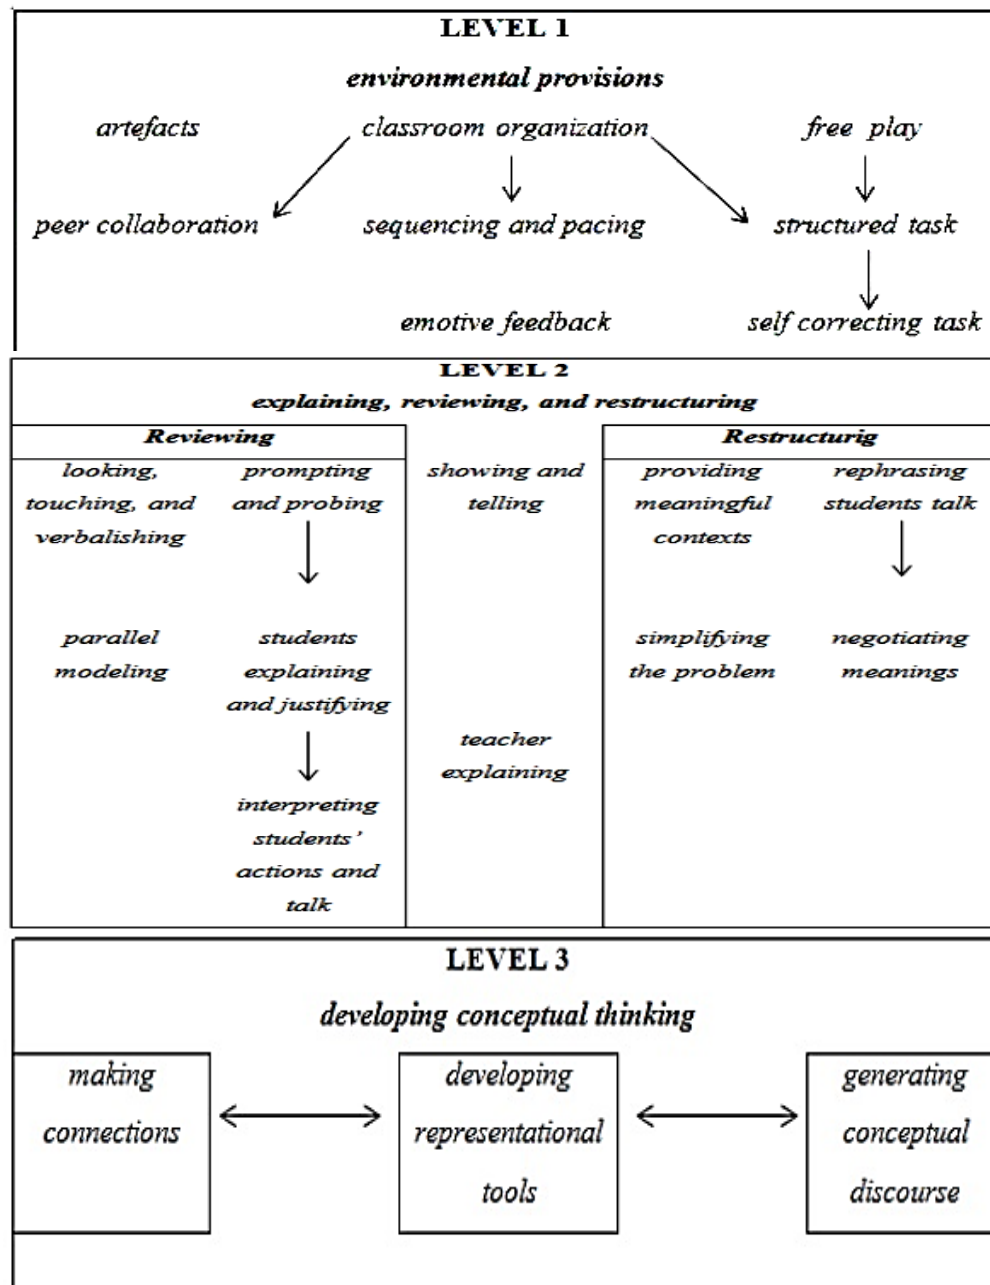 LEVEL 1
environmental provisions
artefacts classroom organization free play
peer collaboration sequencing and pacing structured task
emotive feedback self correcting task
LEVEL 2
explaining, reviewing, and restructuring
Reviewing
looking,
touching, and
verbalishing
prompting
and probing
parallel
modeling
students
explaining
and justifying
interpreting
students'
actions and
talk
showing and
telling
teacher
explaining
Restructurig
providing
meaningful
contexts
rephrasing
students talk
simplifying
the problem
negotiating
meanings
LEVEL 3
developing conceptual thinking
making
connections
developing
representational
tools
generating
conceptual
discourse